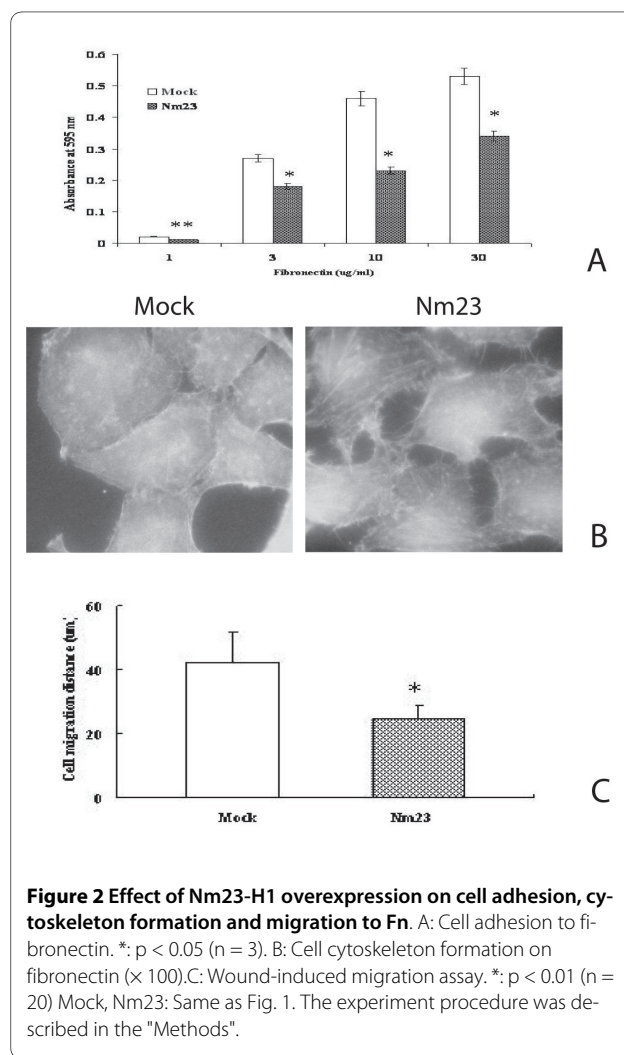 0.6
0.5
0.4
0.3
0.2
0.1
0
Absorbance at 595 nm
Mock
Nm23
**
*
*
*
1 3 10 30
Fibronectin (ug/ml)
A
Mock Nm23
B
60
40
20
0
Cell migration distance (um)
*
Mock Nm23
C
Figure 2 Effect of Nm23-H1 overexpression on cell adhesion, cy-
toskeleton formation and migration to Fn. A: Cell adhesion to fi-
bronectin. *: p < 0.05 (n = 3). B: Cell cytoskeleton formation on
fibronectin (× 100).C: Wound-induced migration assay. *: p < 0.01 (n =
20) Mock, Nm23: Same as Fig. 1. The experiment procedure was de-
scribed in the "Methods".